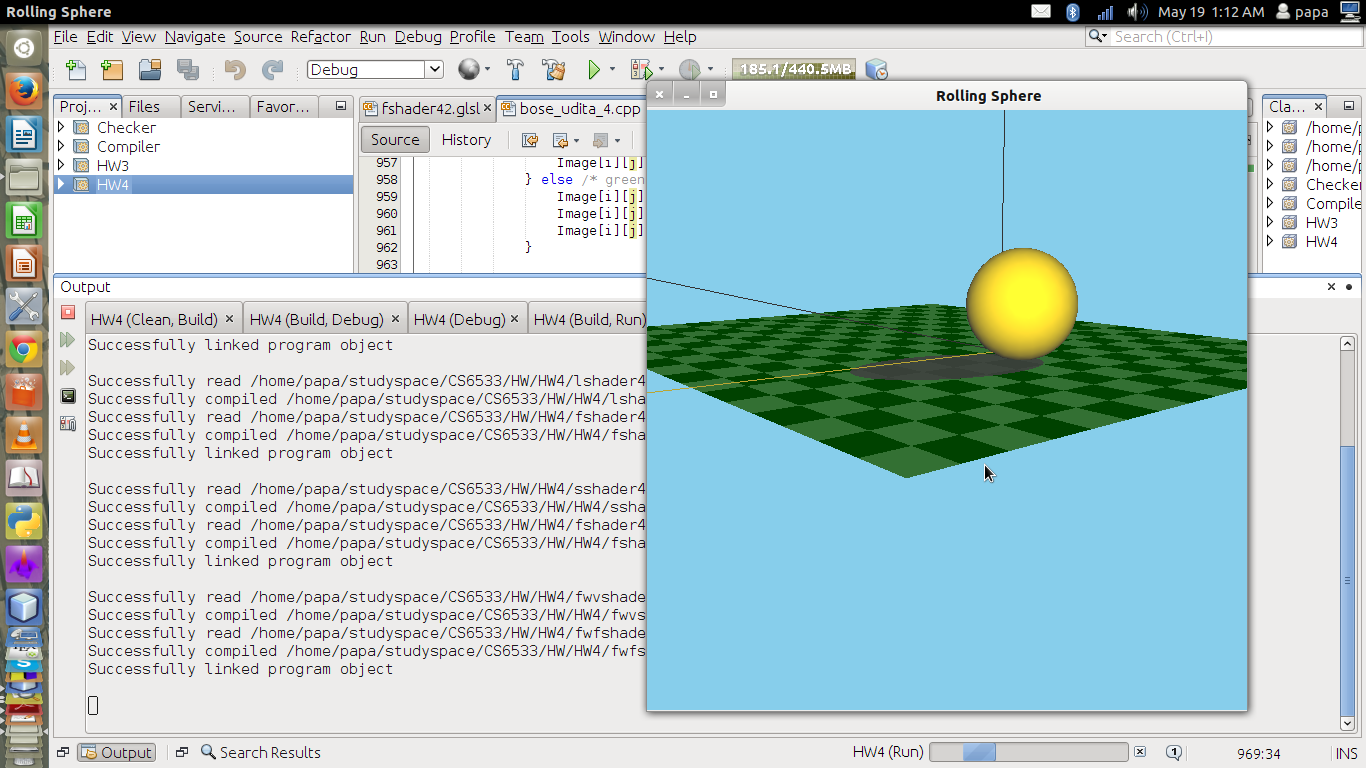 Rolling Sphere
May 19 1:12 AM papa
File Edit View Navigate Source Refactor Run Debug Profile Team Tools Window Help
Search (Ctrl+I)
Debug
185.1/440.5MB
Proj... Files Servi... Favor...
Checker
Compiler
HW3
HW4
fshader42.glsl bose_udita_4.cpp
Source History
957 Image[i][j]
958 } else /* green
959 Image[i][j]
960 Image[i][j]
961 Image[i][j]
962 }
963
Rolling Sphere
Cla...
/home/p
/home/p
/home/p
Checker
Compile
HW3
HW4
Output
HW4 (Clean, Build) HW4 (Build, Debug) HW4 (Debug) HW4 (Build, Run)
Successfully linked program object
Successfully read /home/papa/studyspace/CS6533/HW/HW4/lshader4
Successfully compiled /home/papa/studyspace/CS6533/HW/HW4/lsha
Successfully read /home/papa/studyspace/CS6533/HW/HW4/fshader4
Successfully compiled /home/papa/studyspace/CS6533/HW/HW4/fsha
Successfully linked program object
Successfully read /home/papa/studyspace/CS6533/HW/HW4/sshader4
Successfully compiled /home/papa/studyspace/CS6533/HW/HW4/ssha
Successfully read /home/papa/studyspace/CS6533/HW/HW4/fshader4
Successfully compiled /home/papa/studyspace/CS6533/HW/HW4/fsha
Successfully linked program object
Successfully read /home/papa/studyspace/CS6533/HW/HW4/fwvshade
Successfully compiled /home/papa/studyspace/CS6533/HW/HW4/fwvs
Successfully read /home/papa/studyspace/CS6533/HW/HW4/fwfshade
Successfully compiled /home/papa/studyspace/CS6533/HW/HW4/fwfs
Successfully linked program object
Output Search Results
HW4 (Run) 1 969:34 INS